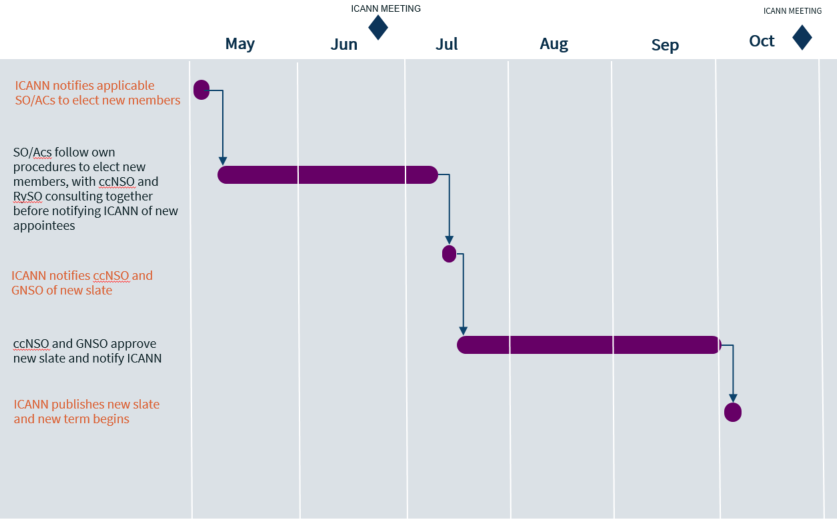 ICANN MEETING
ICANN MEETING
May Jun Jul Aug Sep Oct
ICANN notifies applicable
SO/ACs to elect new members
SO/Acs follow own
procedures to elect new
members, with ccNSO and
RySO consulting together
before notifying ICANN of new
appointees
ICANN notifies ccNSO and
GNSO of new slate
ccNSO and GNSO approve
new slate and notify ICANN
ICANN publishes new slate
and new term begins